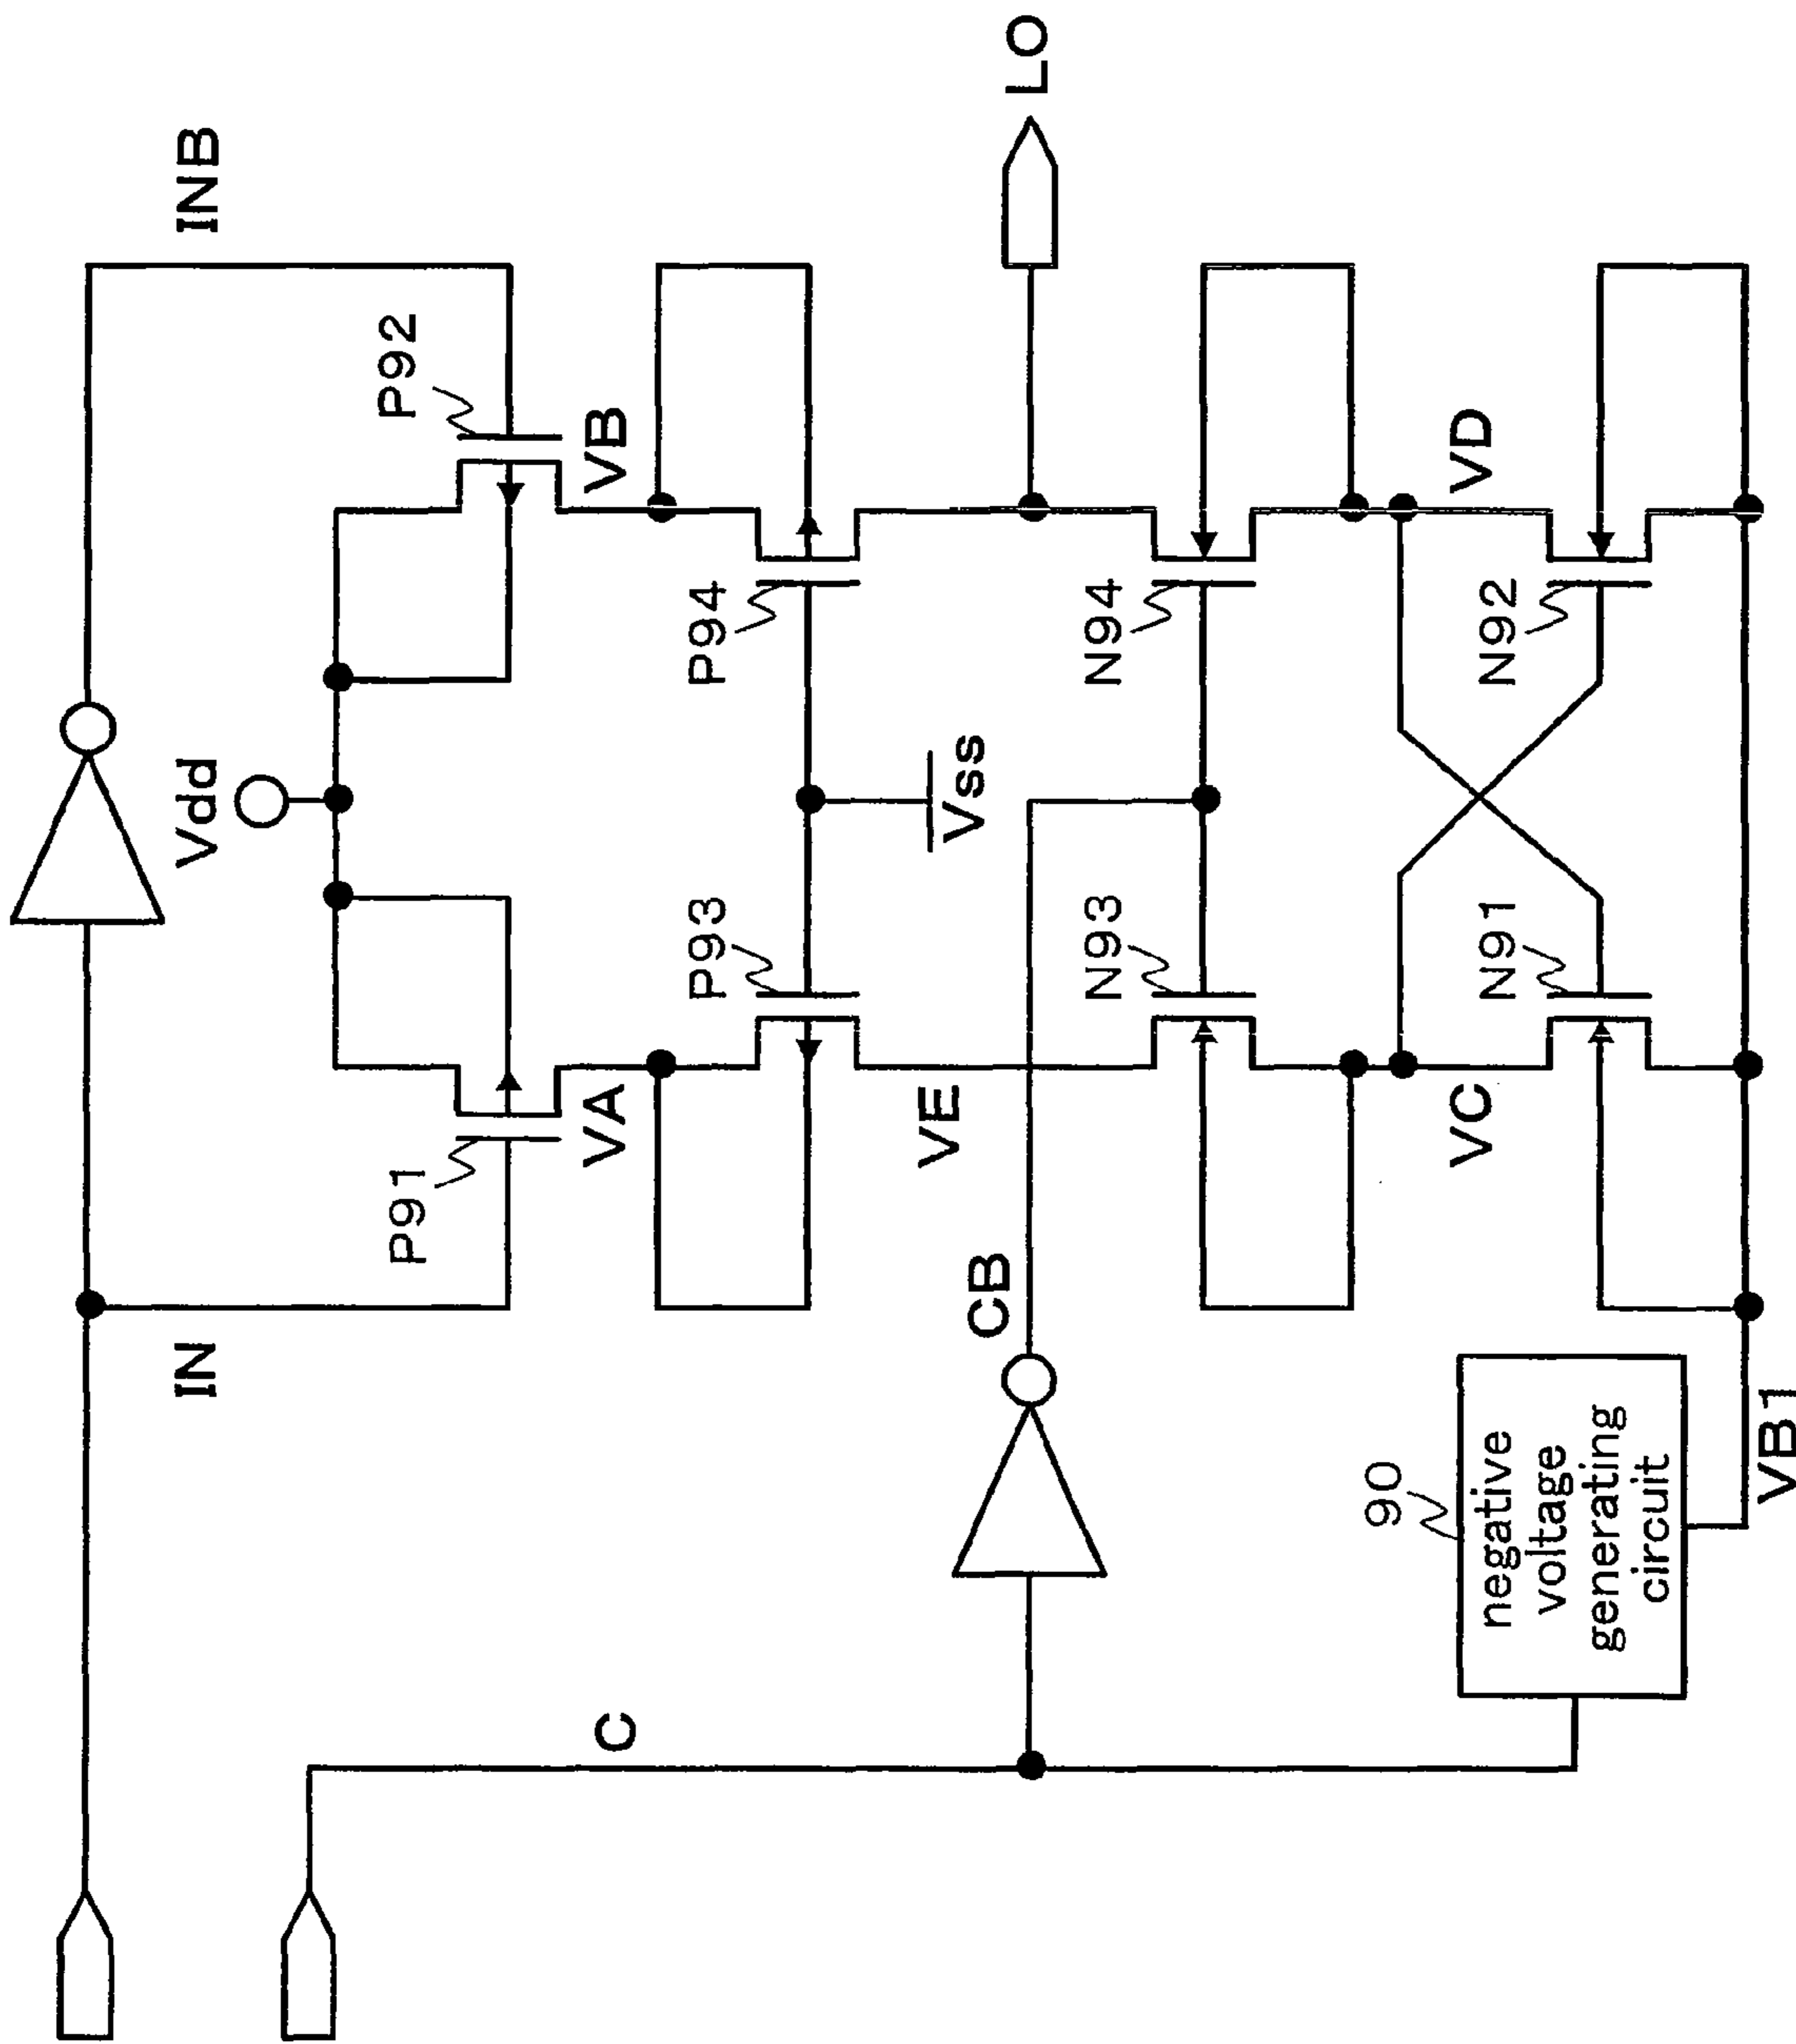 INB
P92
Vdd
VB
P91
IN
VA
P94
P93
Vss
VE
LO
CB
C
N94
N93
VD
VC
N92
N91
90
negative
voltage
generating
circuit
VB1